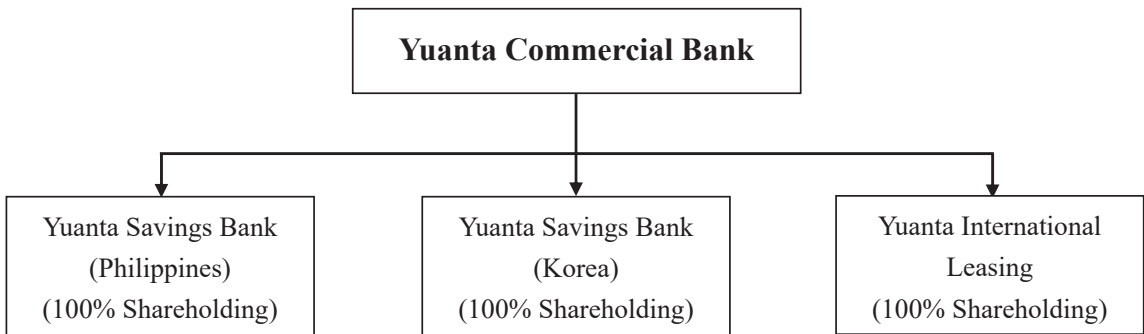 Yuanta Commercial Bank
Yuanta Savings Bank
(Philippines)
(100% Shareholding)
Yuanta Savings Bank
(Korea)
(100% Shareholding)
Yuanta International
Leasing
(100% Shareholding)